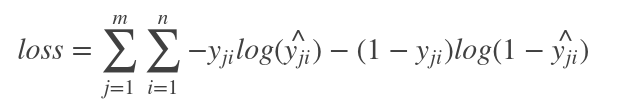 loss = \sum_{j=1}^{m} \sum_{i=1}^{n} -y_{ji}log(\hat{y_{ji}}) - (1 - y_{ji})log(1 - \hat{y_{ji}})